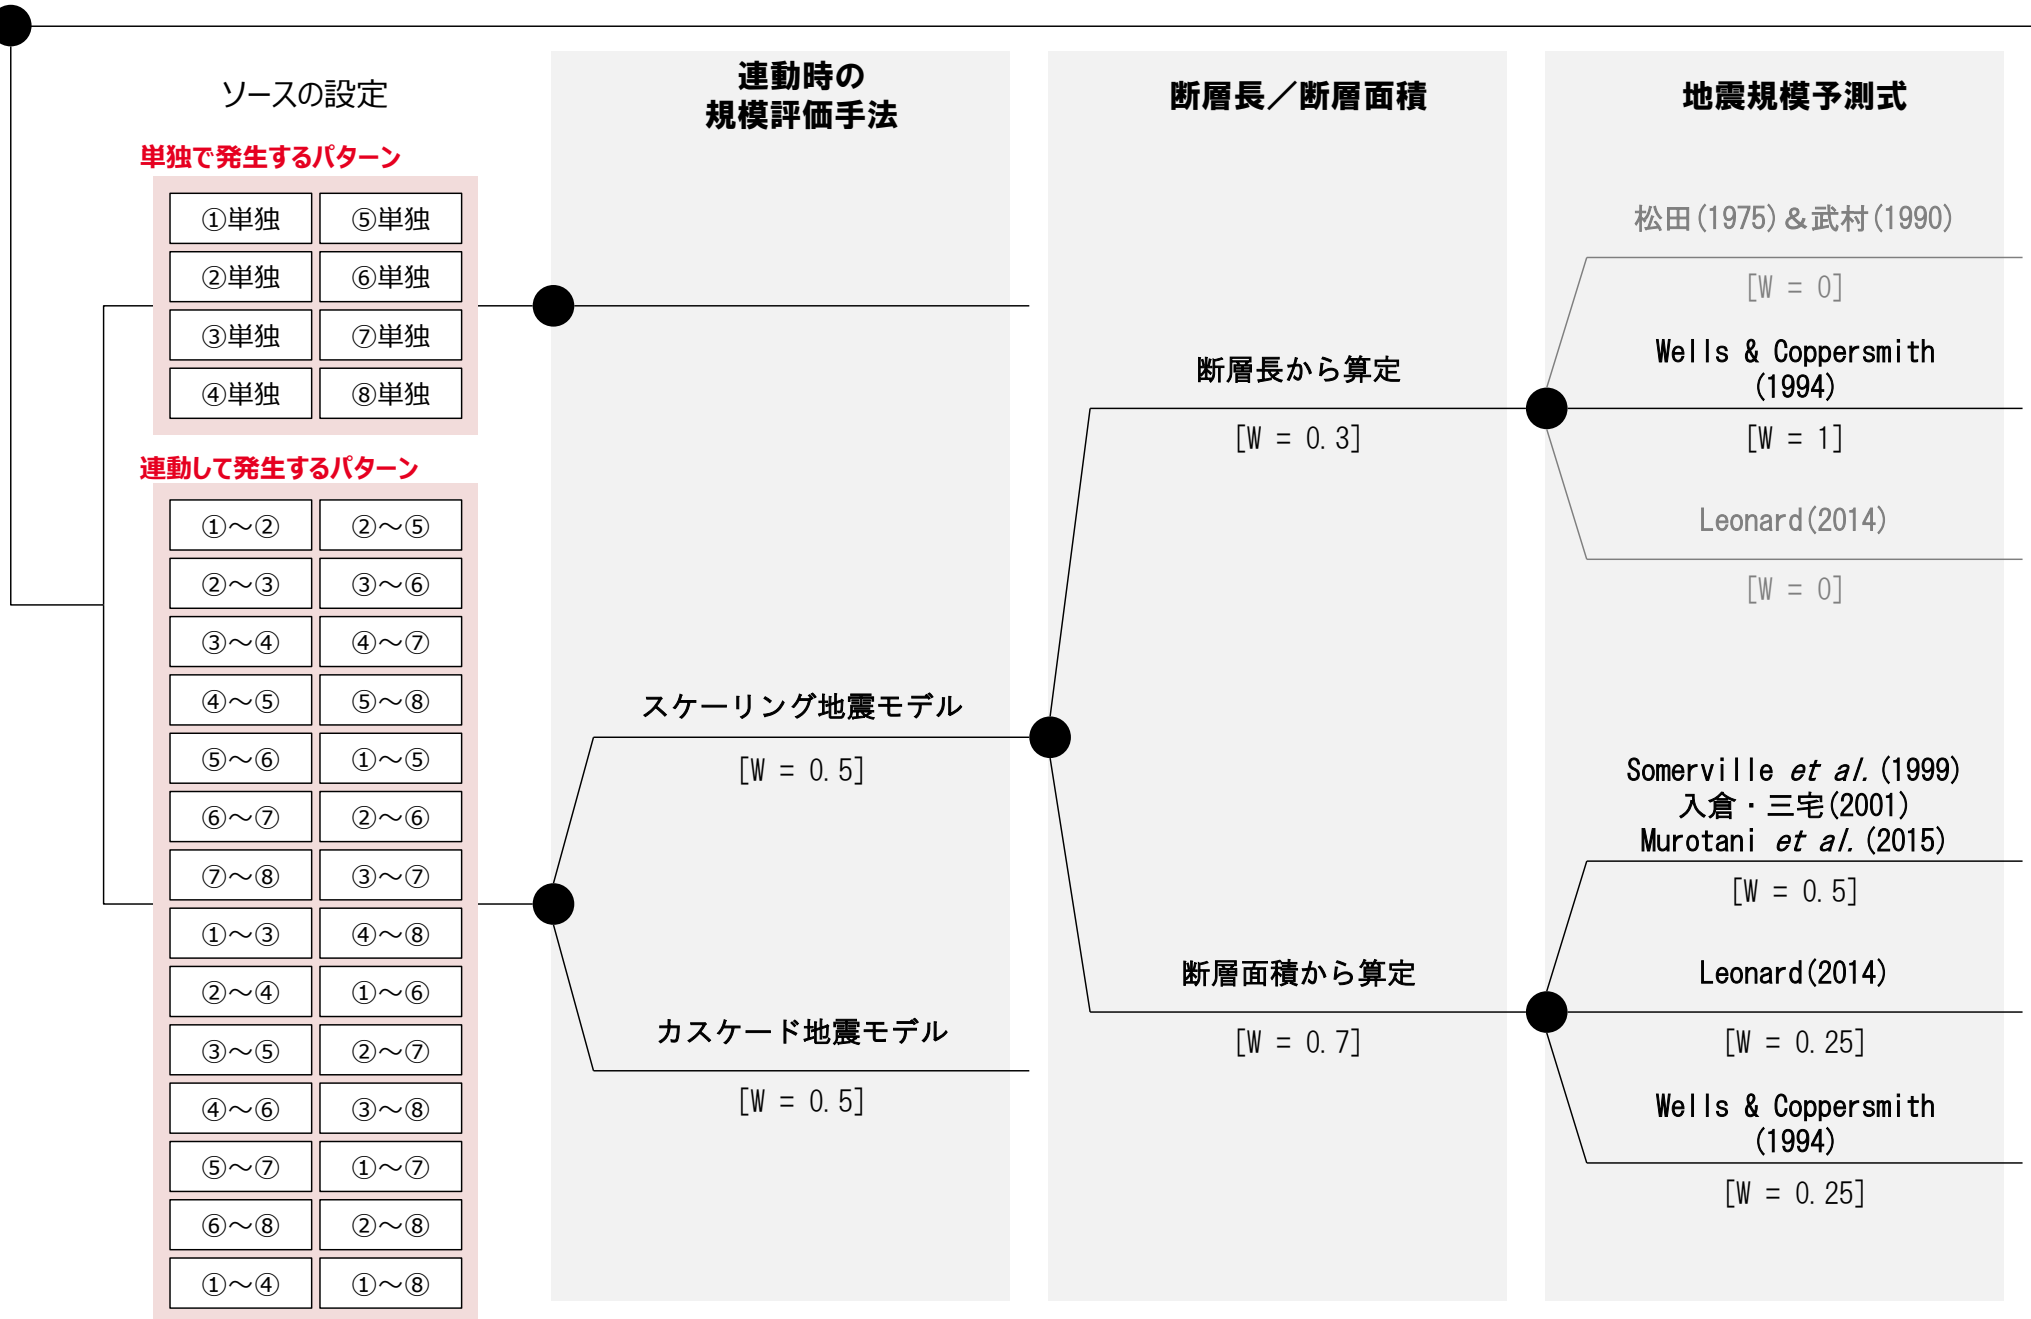 ソースの設定
連動時の
規模評価手法
断層長／断層面積
地震規模予測式
単独で発生するパターン
①単独 ⑤単独
②単独 ⑥単独
③単独 ⑦単独
④単独 ⑧単独
連動して発生するパターン
①～② ②～⑤
②～③ ③～⑥
③～④ ④～⑦
④～⑤ ⑤～⑧
⑤～⑥ ①～⑤
⑥～⑦ ②～⑥
⑦～⑧ ③～⑦
①～③ ④～⑧
②～④ ①～⑥
③～⑤ ②～⑦
④～⑥ ③～⑧
⑤～⑦ ①～⑦
⑥～⑧ ②～⑧
①～④ ①～⑧
スケーリング地震モデル
[W = 0.5]
カスケード地震モデル
[W = 0.5]
断層長から算定
[W = 0.3]
断層面積から算定
[W = 0.7]
松田(1975)＆武村(1990)
[W = 0]
Wells & Coppersmith
(1994)
[W = 1]
Leonard(2014)
[W = 0]
Somerville et al.(1999)
入倉・三宅(2001)
Murotani et al.(2015)
[W = 0.5]
Leonard(2014)
[W = 0.25]
Wells & Coppersmith
(1994)
[W = 0.25]